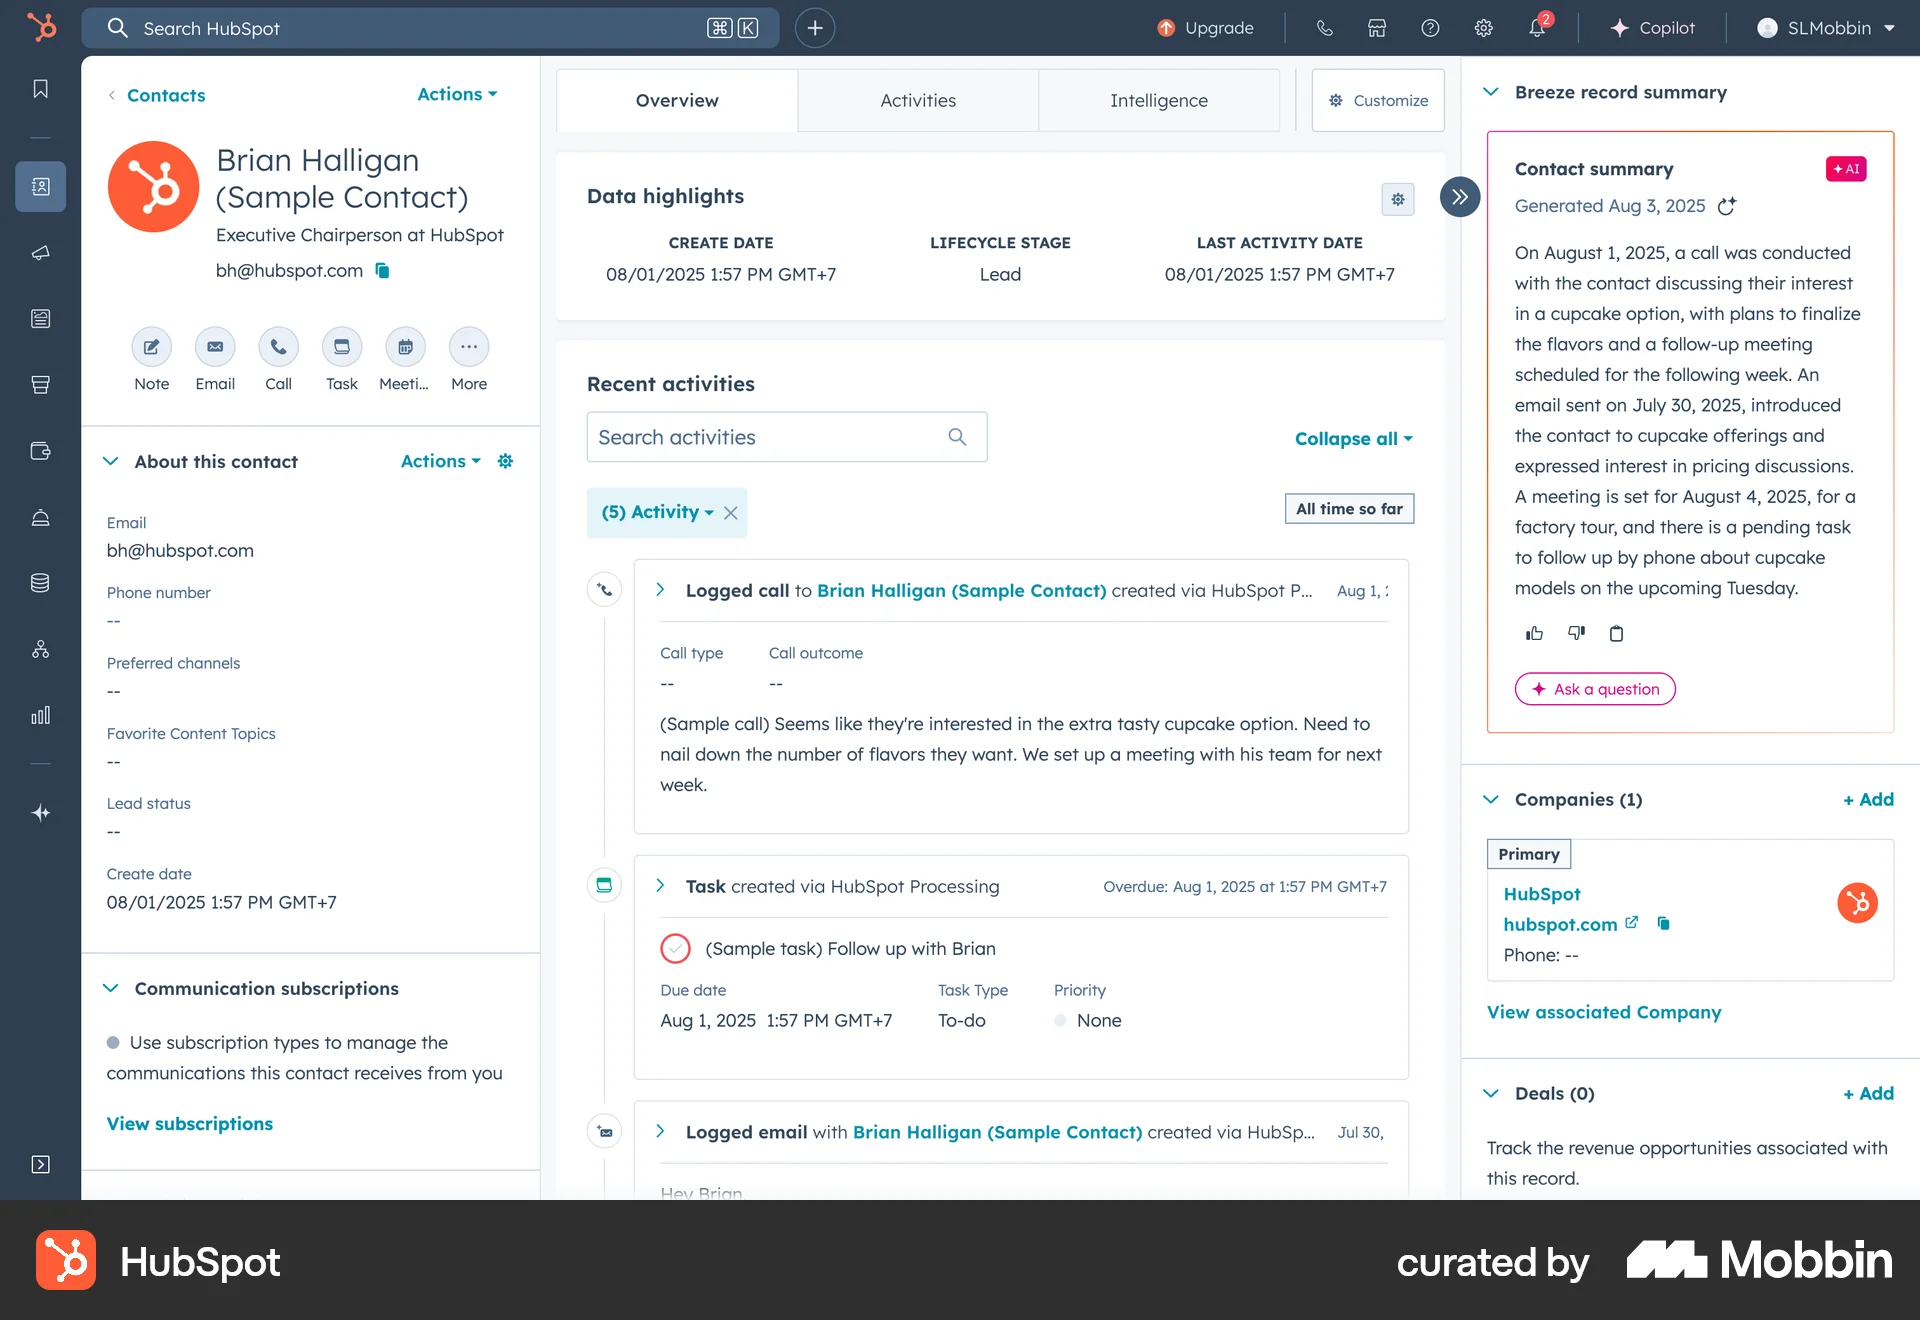 Search HubSpot
⌘ K
Upgrade
2
Copilot
SLMobbin
Contacts
Actions
Brian Halligan
(Sample Contact)
Executive Chairperson at HubSpot
bh@hubspot.com
Note
Email
Call
Task
Meeti...
More
About this contact
Actions
Email
bh@hubspot.com
Phone number
--
Preferred channels
--
Favorite Content Topics
--
Lead status
--
Create date
08/01/2025 1:57 PM GMT+7
Communication subscriptions
Use subscription types to manage the
communications this contact receives from you
View subscriptions
Overview
Activities
Intelligence
Customize
Data highlights
CREATE DATE
08/01/2025 1:57 PM GMT+7
LIFECYCLE STAGE
Lead
LAST ACTIVITY DATE
08/01/2025 1:57 PM GMT+7
Recent activities
Search activities
Collapse all
(5) Activity
All time so far
Logged call to Brian Halligan (Sample Contact) created via HubSpot P...
Aug 1,
Call type
Call outcome
--
--
(Sample call) Seems like they're interested in the extra tasty cupcake option. Need to
nail down the number of flavors they want. We set up a meeting with his team for next
week.
Task created via HubSpot Processing
Overdue: Aug 1, 2025 at 1:57 PM GMT+7
(Sample task) Follow up with Brian
Due date
Task Type
Priority
Aug 1, 2025 1:57 PM GMT+7
To-do
None
Logged email with Brian Halligan (Sample Contact) created via HubSp...
Jul 30,
Hey Brian,
Breeze record summary
Contact summary
AI
Generated Aug 3, 2025
On August 1, 2025, a call was conducted
with the contact discussing their interest
in a cupcake option, with plans to finalize
the flavors and a follow-up meeting
scheduled for the following week. An
email sent on July 30, 2025, introduced
the contact to cupcake offerings and
expressed interest in pricing discussions.
A meeting is set for August 4, 2025, for a
factory tour, and there is a pending task
to follow up by phone about cupcake
models on the upcoming Tuesday.
Ask a question
Companies (1)
+ Add
Primary
HubSpot
hubspot.com
Phone: --
View associated Company
Deals (0)
+ Add
Track the revenue opportunities associated with
this record.
HubSpot
curated by
Mobbin